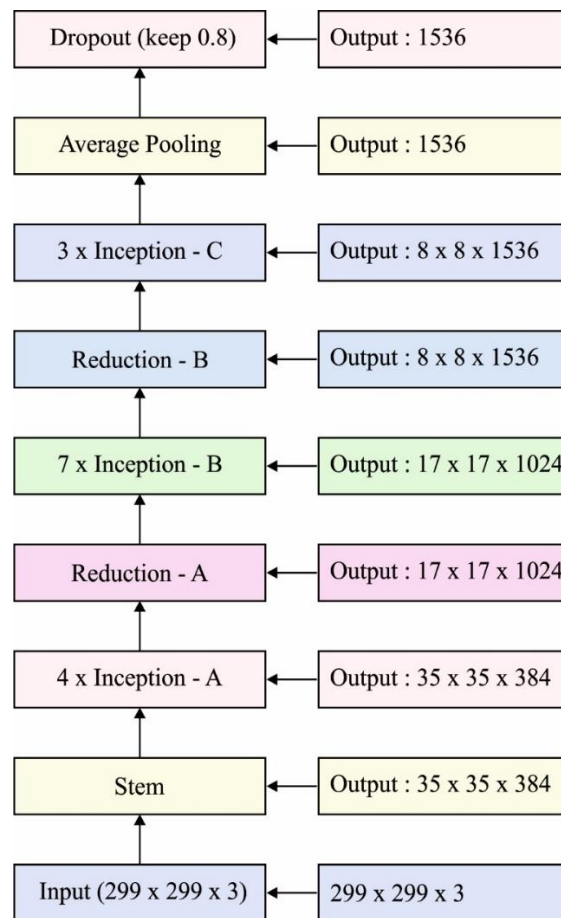 Dropout (keep 0.8)
Output : 1536
Average Pooling
Output : 1536
3 x Inception - C
Output : 8 x 8 x 1536
Reduction - B
Output : 8 x 8 x 1536
7 x Inception - B
Output : 17 x 17 x 1024
Reduction - A
Output : 17 x 17 x 1024
4 x Inception - A
Output : 35 x 35 x 384
Stem
Output : 35 x 35 x 384
Input (299 x 299 x 3)
299 x 299 x 3